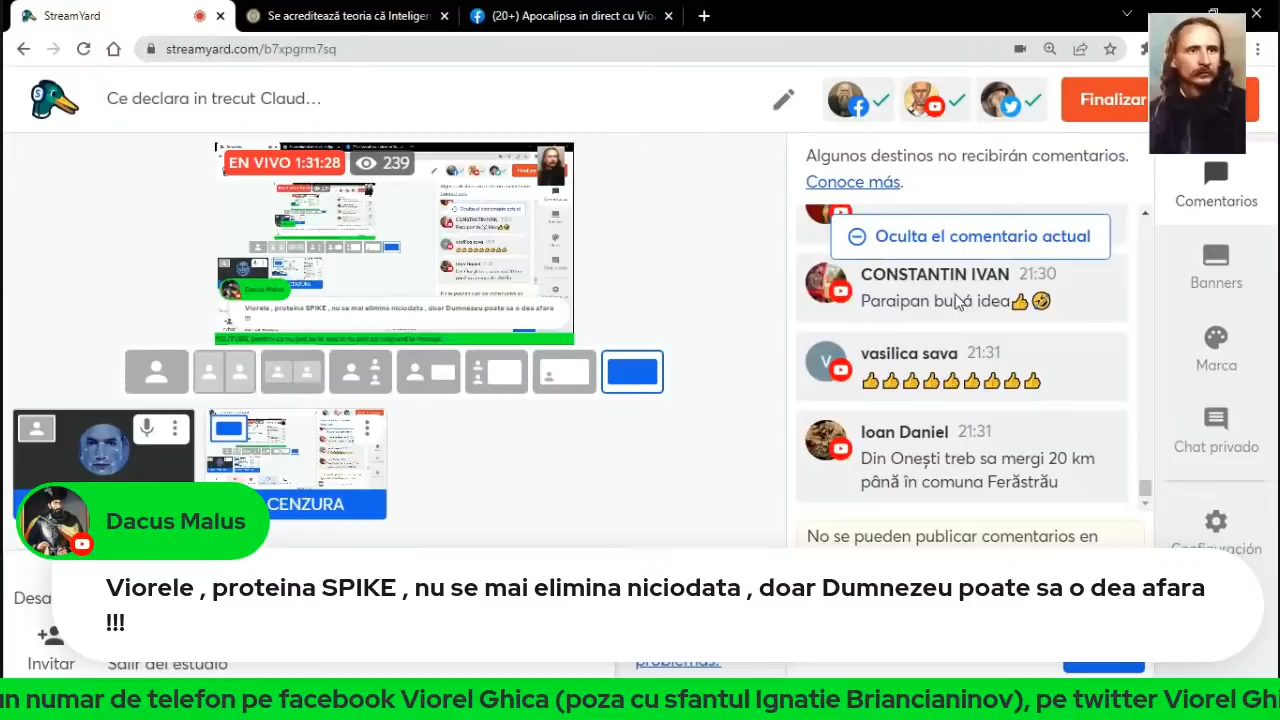 StreamYard
Se acreditează teoria că Inteligen
(20+) Apocalipsa in direct cu Vio
streamyard.com/b7xpgrm7sq
Ce declara in trecut Claud...
Finalizar
EN VIVO 1:31:28
239
Algunos destinos no recibirán comentarios.
Conoce más.
Oculta el comentario actual
CONSTANTIN IVAN 21:30
Paraipan bună idea👍🤣
vasilica sava 21:31
👍👍👍👍👍👍👍👍👍
Ioan Daniel 21:31
Din Onești treb sa mergi 20 km
până în comuna Ferăstrău
No se pueden publicar comentarios en
problemas.
Comentarios
Banners
Marca
Chat privado
Configuración
CENZURA
Dacus Malus
Viorele , proteina SPIKE , nu se mai elimina niciodata , doar Dumnezeu poate sa o dea afara
!!!
Desa
Invitar
Salir del estudio
un numar de telefon pe facebook Viorel Ghica (poza cu sfantul Ignatie Briancianinov), pe twitter Viorel Ghi